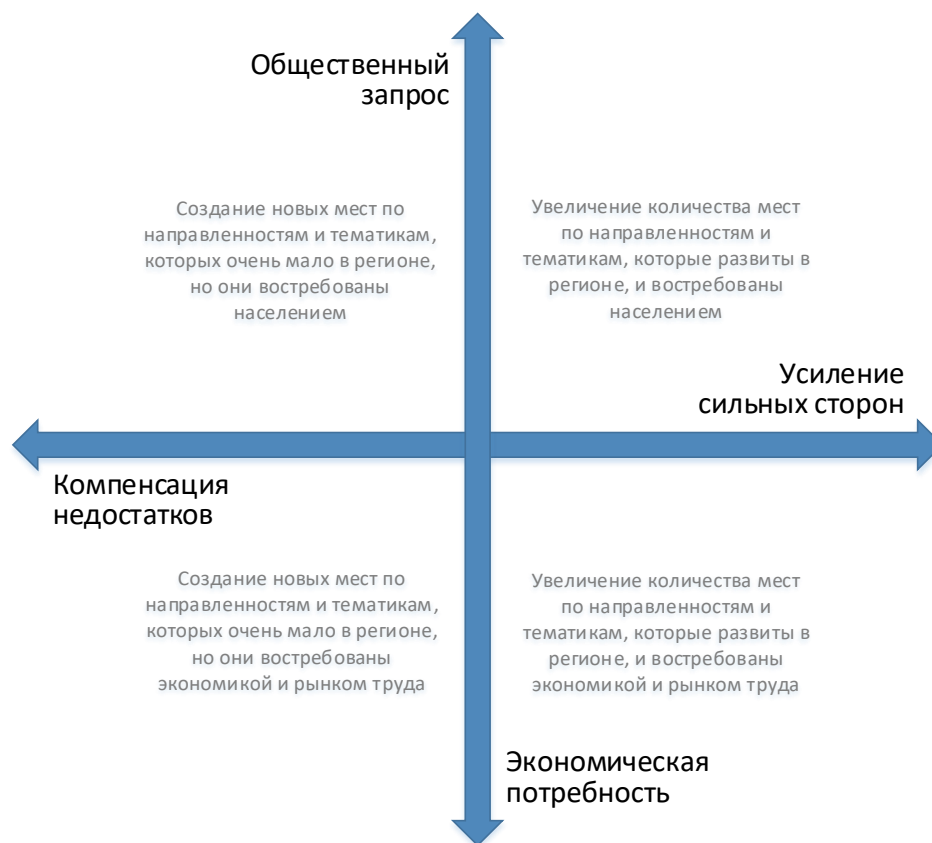 Общественный
запрос
Создание новых мест по
направленностям и тематикам,
которых очень мало в регионе,
но они востребованы
населением
Увеличение количества мест
по направленностям и
тематикам, которые развиты в
регионе, и востребованы
населением
Усиление
сильных сторон
Компенсация
недостатков
Создание новых мест по
направленностям и тематикам,
которых очень мало в регионе,
но они востребованы
экономикой и рынком труда
Увеличение количества мест
по направленностям и
тематикам, которые развиты в
регионе, и востребованы
экономикой и рынком труда
Экономическая
потребность